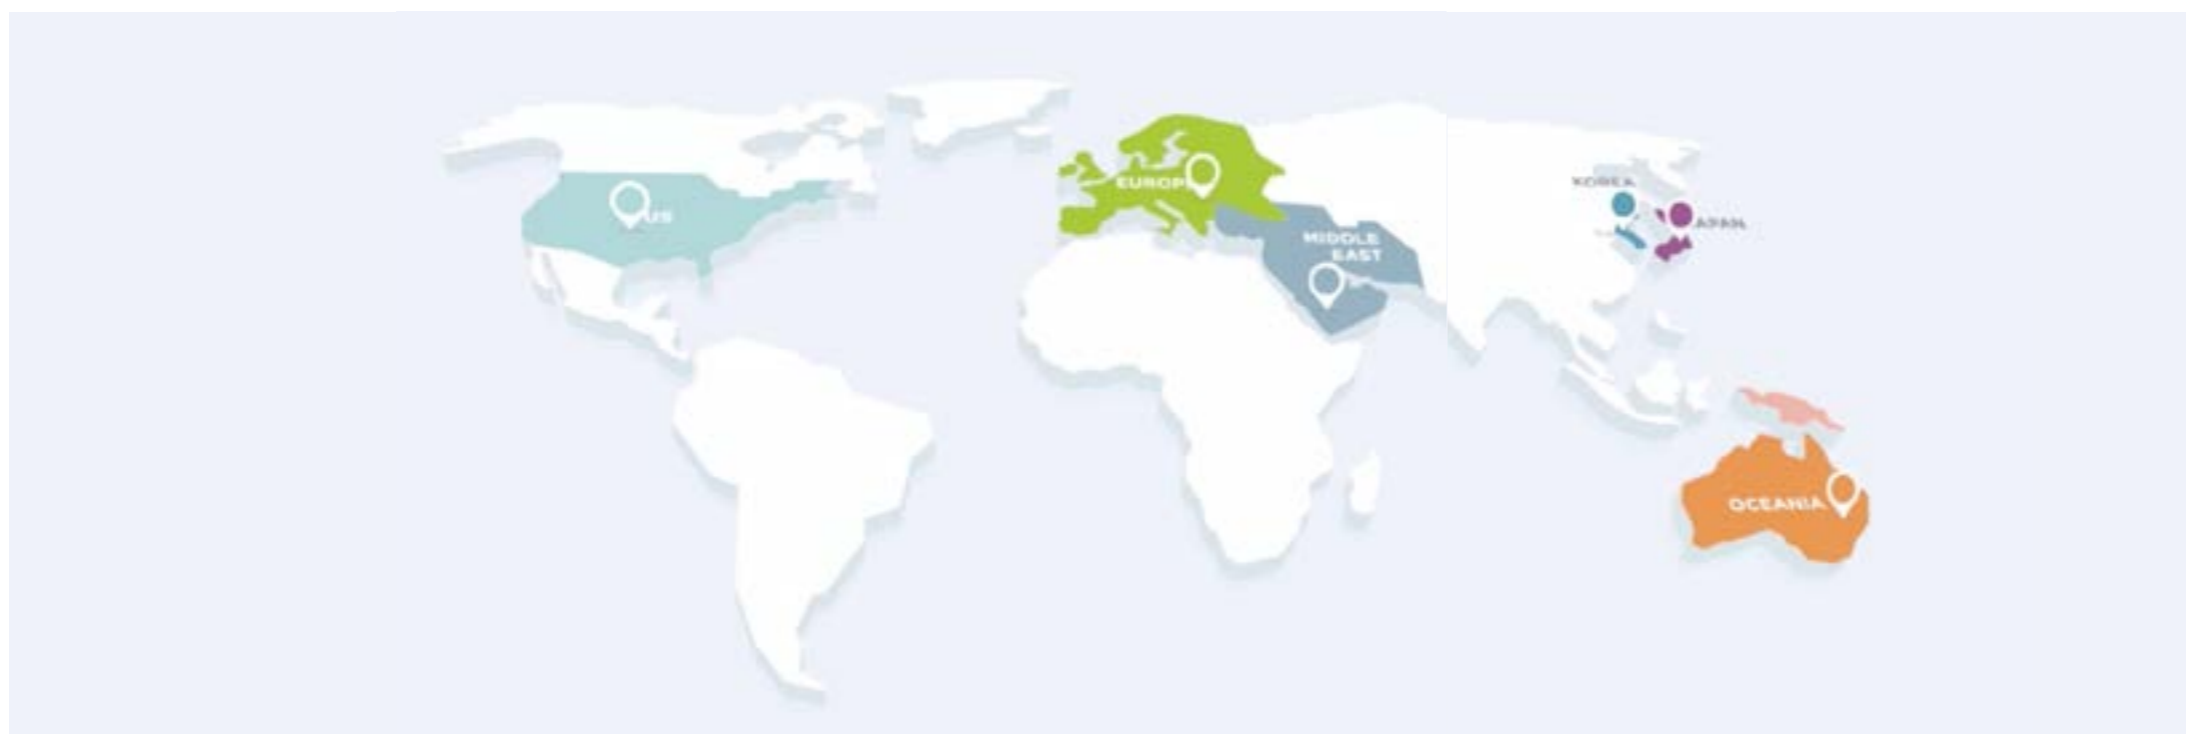 US
EUROP
MIDDLE
EAST
KOREA
APAN
OCEANIA